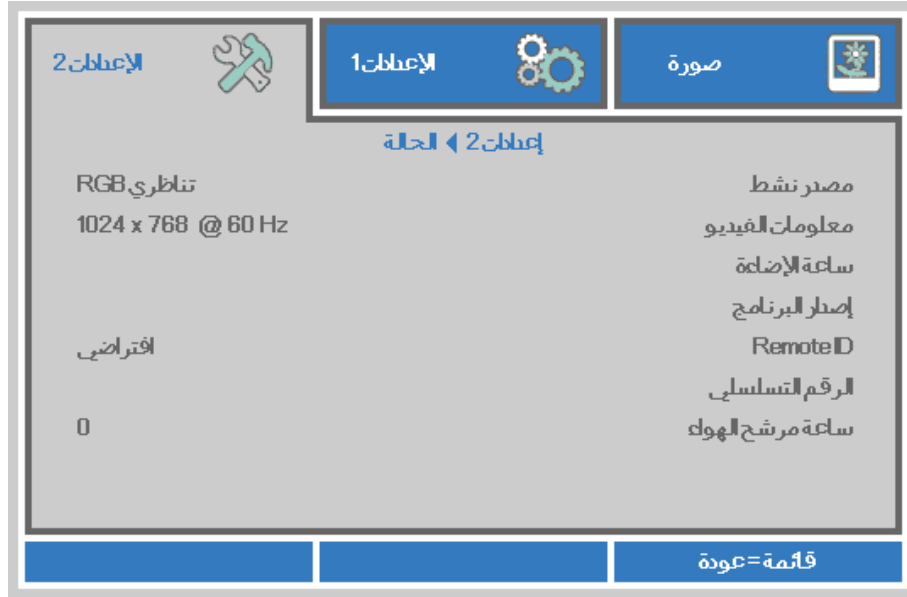 صورة
الإعدادات1
الإعدادات2
إعدادات2 ◀ الحالة
مصدر نشط تناظري RGB
معلومات الفيديو 1024 x 768 @ 60 Hz
ساعة الإضاءة
إصدار البرنامج
Remote ID افتراضي
الرقم التسلسلي
ساعة مرشح الهواء 0
قائمة=عودة